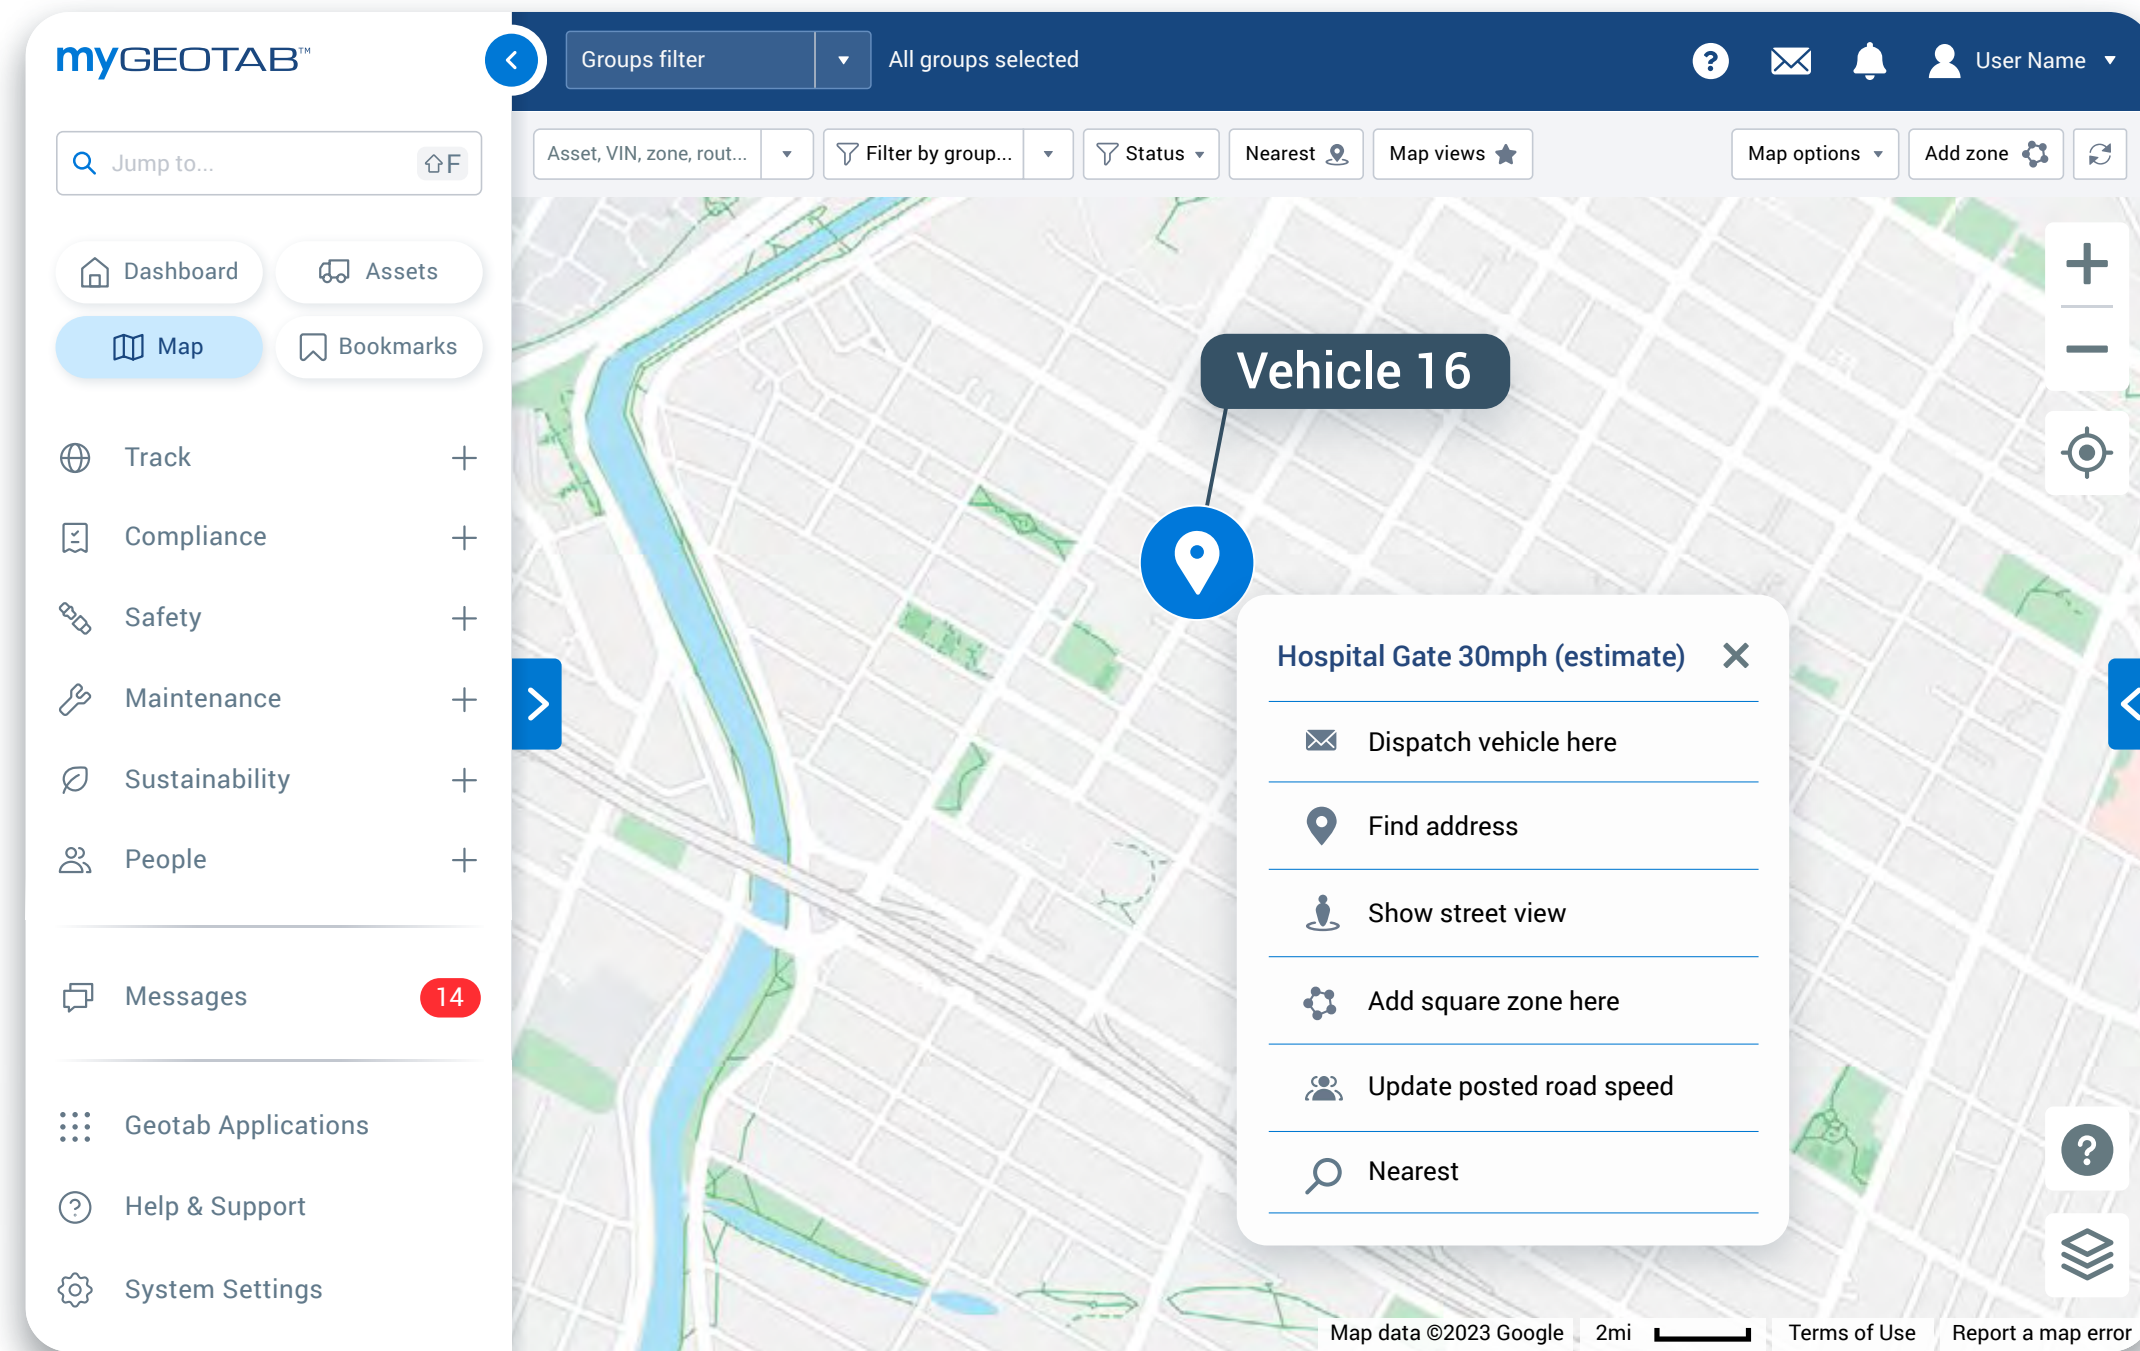 myGEOTAB™
Groups filter
All groups selected
User Name
Jump to...
F
Asset, VIN, zone, rout...
Filter by group...
Status
Nearest
Map views
Map options
Add zone
Dashboard
Assets
Map
Bookmarks
Track
Compliance
Safety
Maintenance
Sustainability
People
Messages
14
Geotab Applications
Help & Support
System Settings
Vehicle 16
Hospital Gate 30mph (estimate)
Dispatch vehicle here
Find address
Show street view
Add square zone here
Update posted road speed
Nearest
Map data ©2023 Google
2mi
Terms of Use
Report a map error